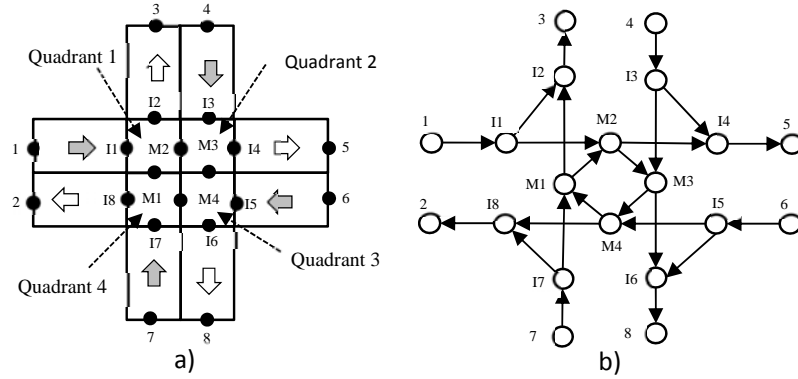 3
4
Quadrant 1
Quadrant 2
I2
I3
1
I1
M2
M3
I4
5
2
I8
M1
M4
I5
6
I7
I6
Quadrant 4
Quadrant 3
7
8
a)
b)
3
4
I2
I3
1
I1
M2
I4
5
M1
M3
2
I8
M4
I5
6
I7
I6
7
8